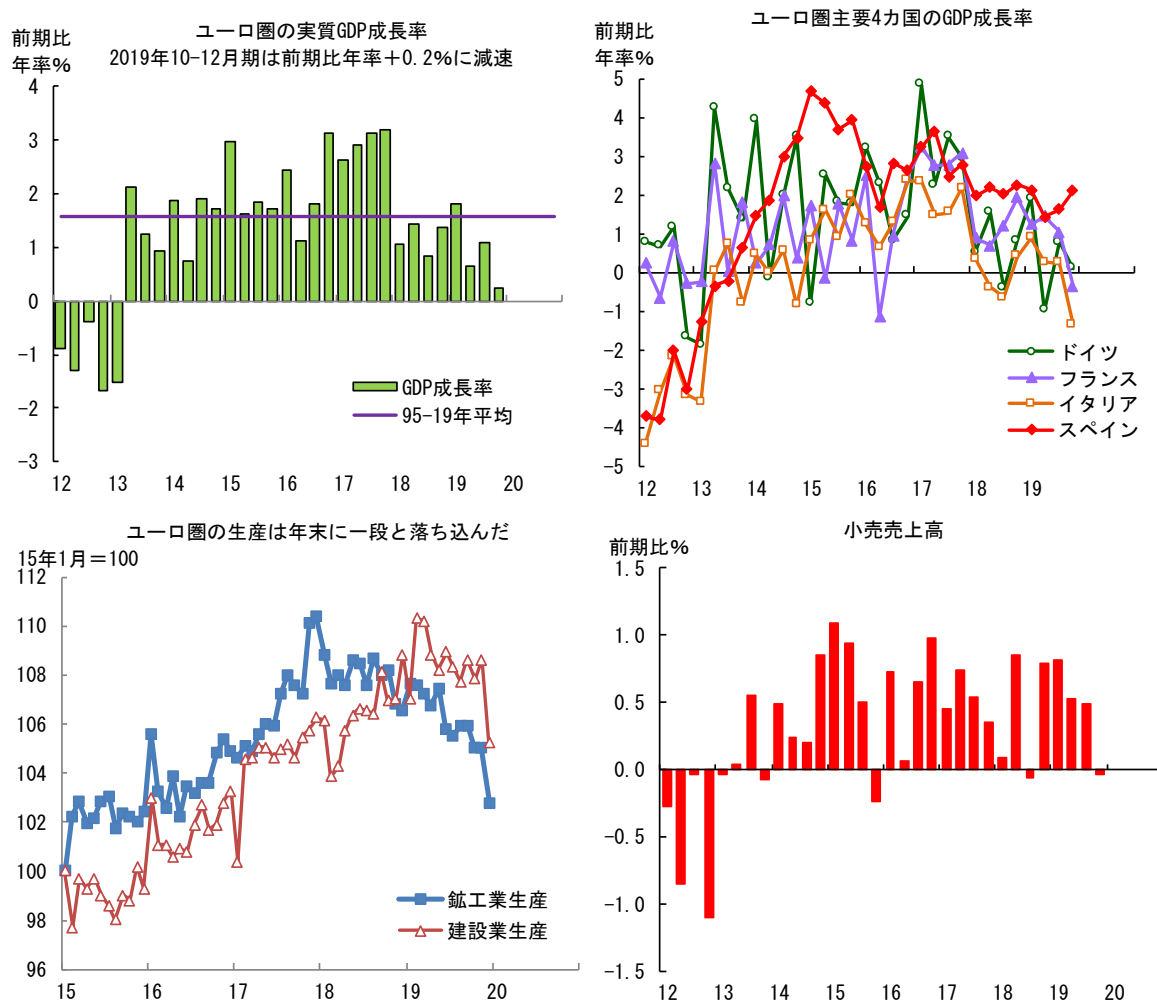 ユーロ圏の実質GDP成長率
2019年10-12月期は前期比年率＋0.2%に減速
前期比
年率%
4
3
2
1
0
-1
-2
-3
GDP成長率
95-19年平均
12 13 14 15 16 17 18 19 20
ユーロ圏主要4カ国のGDP成長率
前期比
年率%
5
4
3
2
1
0
-1
-2
-3
-4
-5
ドイツ
フランス
イタリア
スペイン
12 13 14 15 16 17 18 19
ユーロ圏の生産は年末に一段と落ち込んだ
15年1月＝100
112
110
108
106
104
102
100
98
96
鉱工業生産
建設業生産
15 16 17 18 19 20
小売売上高
前期比%
1.5
1.0
0.5
0.0
-0.5
-1.0
-1.5
12 13 14 15 16 17 18 19 20